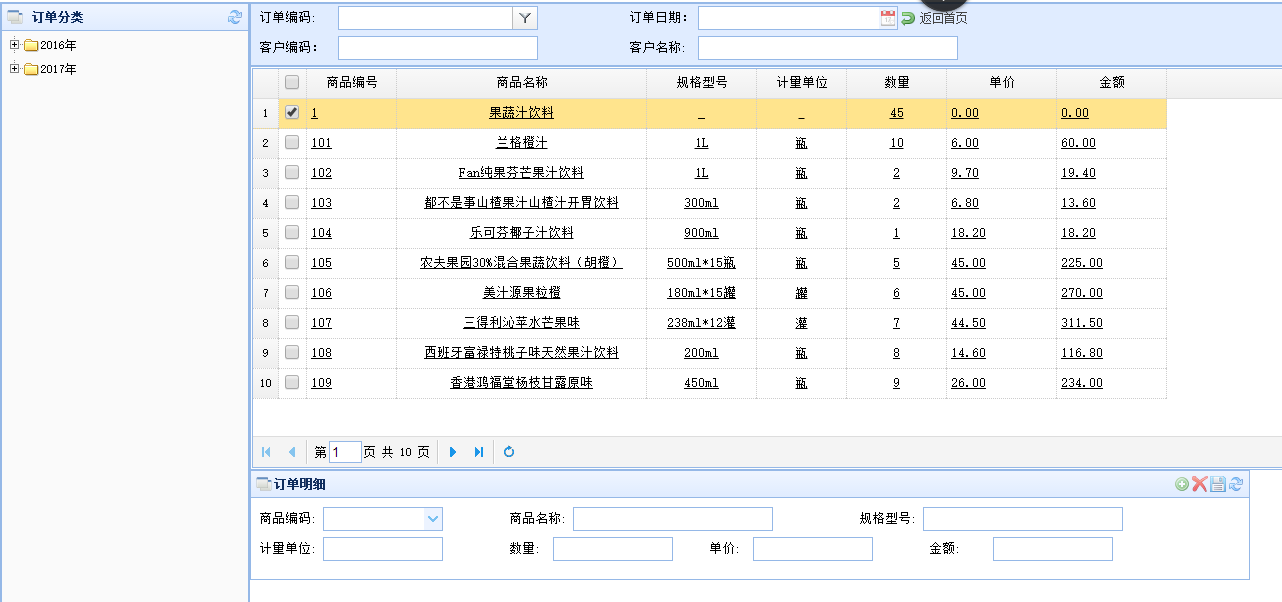 订单分类
2016年
2017年
订单编码: 订单日期: 返回首页
客户编码: 客户名称:
商品编号 商品名称 规格型号 计量单位 数量 单价 金额
1 1 果蔬汁饮料 _ _ 45 0.00 0.00
2 101 兰格橙汁 1L 瓶 10 6.00 60.00
3 102 Fan纯果芬芒果汁饮料 1L 瓶 2 9.70 19.40
4 103 都不是事山楂果汁山楂汁开胃饮料 300ml 瓶 2 6.80 13.60
5 104 乐可芬椰子汁饮料 900ml 瓶 1 18.20 18.20
6 105 农夫果园30%混合果蔬饮料（胡橙） 500ml*15瓶 瓶 5 45.00 225.00
7 106 美汁源果粒橙 180ml*15罐 罐 6 45.00 270.00
8 107 三得利沁苹水芒果味 238ml*12灌 灌 7 44.50 311.50
9 108 西班牙富禄特桃子味天然果汁饮料 200ml 瓶 8 14.60 116.80
10 109 香港鸿福堂杨枝甘露原味 450ml 瓶 9 26.00 234.00
第 1 页 共 10 页
订单明细
商品编码: 商品名称: 规格型号:
计量单位: 数量: 单价: 金额: